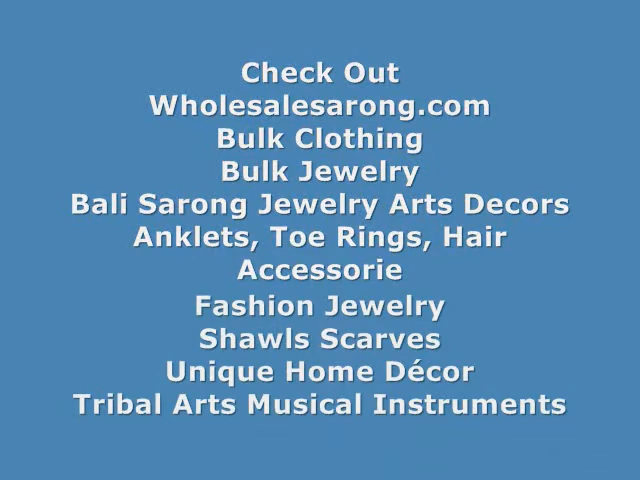 Check Out
Wholesalesarong.com
Bulk Clothing
Bulk Jewelry
Bali Sarong Jewelry Arts Decors
Anklets, Toe Rings, Hair
Accessorie
Fashion Jewelry
Shawls Scarves
Unique Home Décor
Tribal Arts Musical Instruments